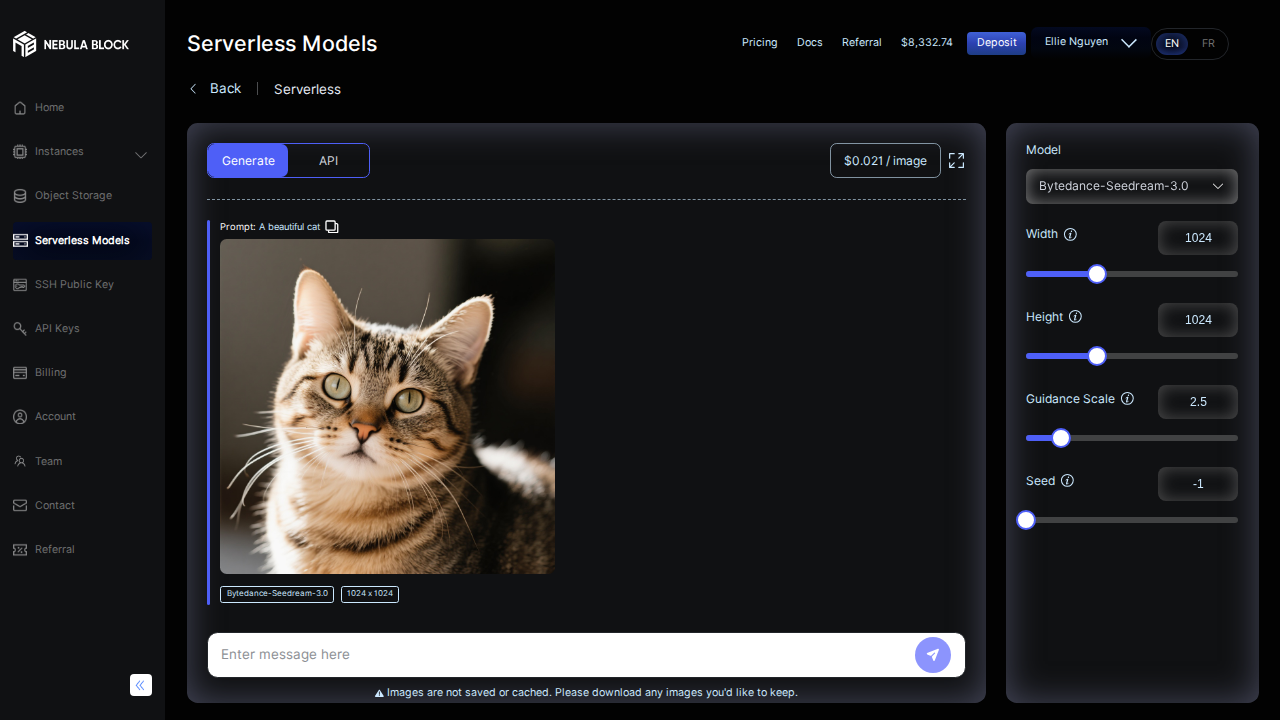 NEBULA BLOCK
Home
Instances
Object Storage
Serverless Models
SSH Public Key
API Keys
Billing
Account
Team
Contact
Referral
Serverless Models
Pricing
Docs
Referral
$8,332.74
Deposit
Ellie Nguyen
EN
FR
Back
Serverless
Generate
API
$0.021 / image
Prompt: A beautiful cat
Bytedance-Seedream-3.0
1024 x 1024
Enter message here
Images are not saved or cached. Please download any images you'd like to keep.
Model
Bytedance-Seedream-3.0
Width
1024
Height
1024
Guidance Scale
2.5
Seed
-1